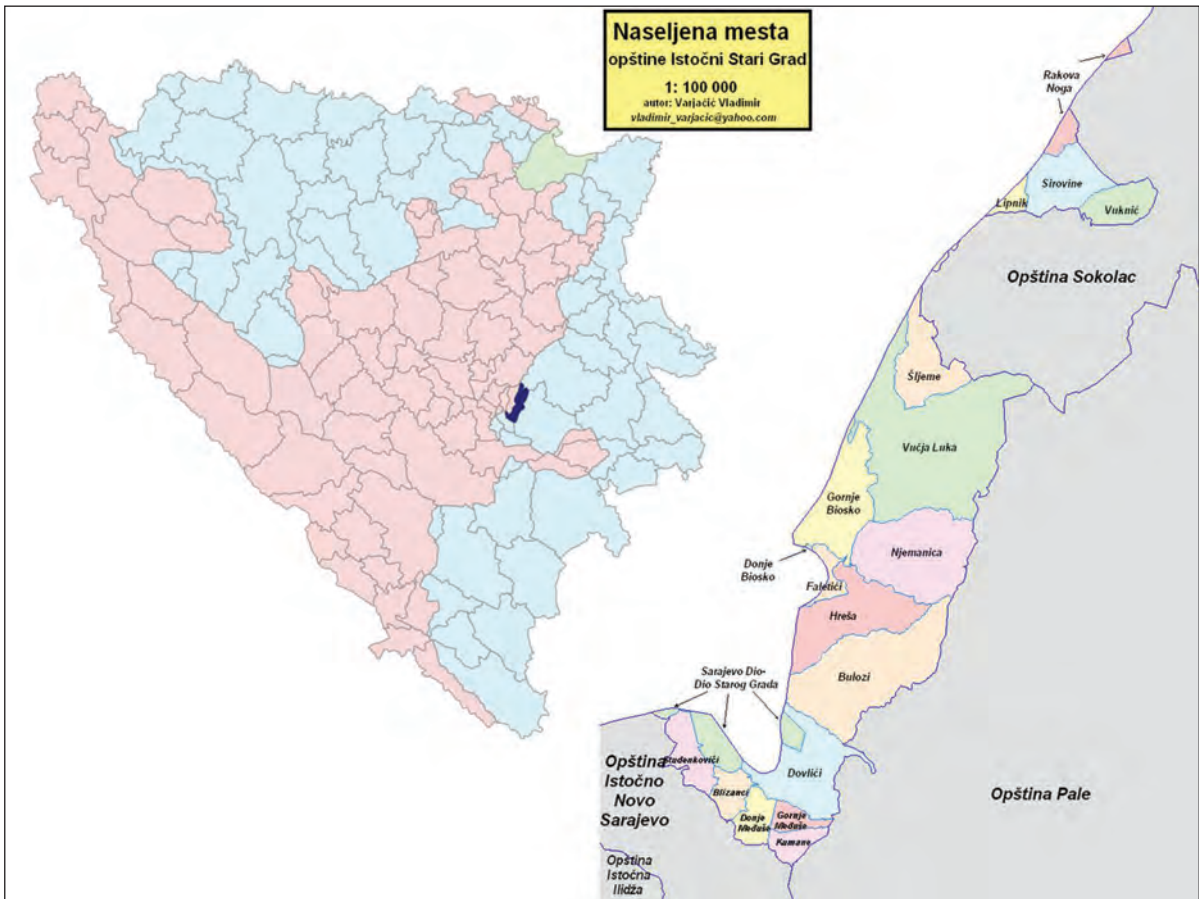 Naseljena mesta
opštine Istočni Stari Grad
1: 100 000
autor: Varjačić Vladimir
vladimir_varjacic@yahoo.com
Rakova
Noga
Sirovine
Lipnik
Vuknić
Opština Sokolac
Šljeme
Vučja Luka
Gornje
Biosko
Njemanica
Donje
Biosko
Faletići
Hreša
Bulozi
Sarajevo Dio-
Dio Starog Grada
Opština
Istočno
Novo
Sarajevo
Studenkovići
Dovlići
Blizanci
Donje
Međuše
Gornje
Međuše
Kumane
Opština Pale
Opština
Istočna
Ilidža